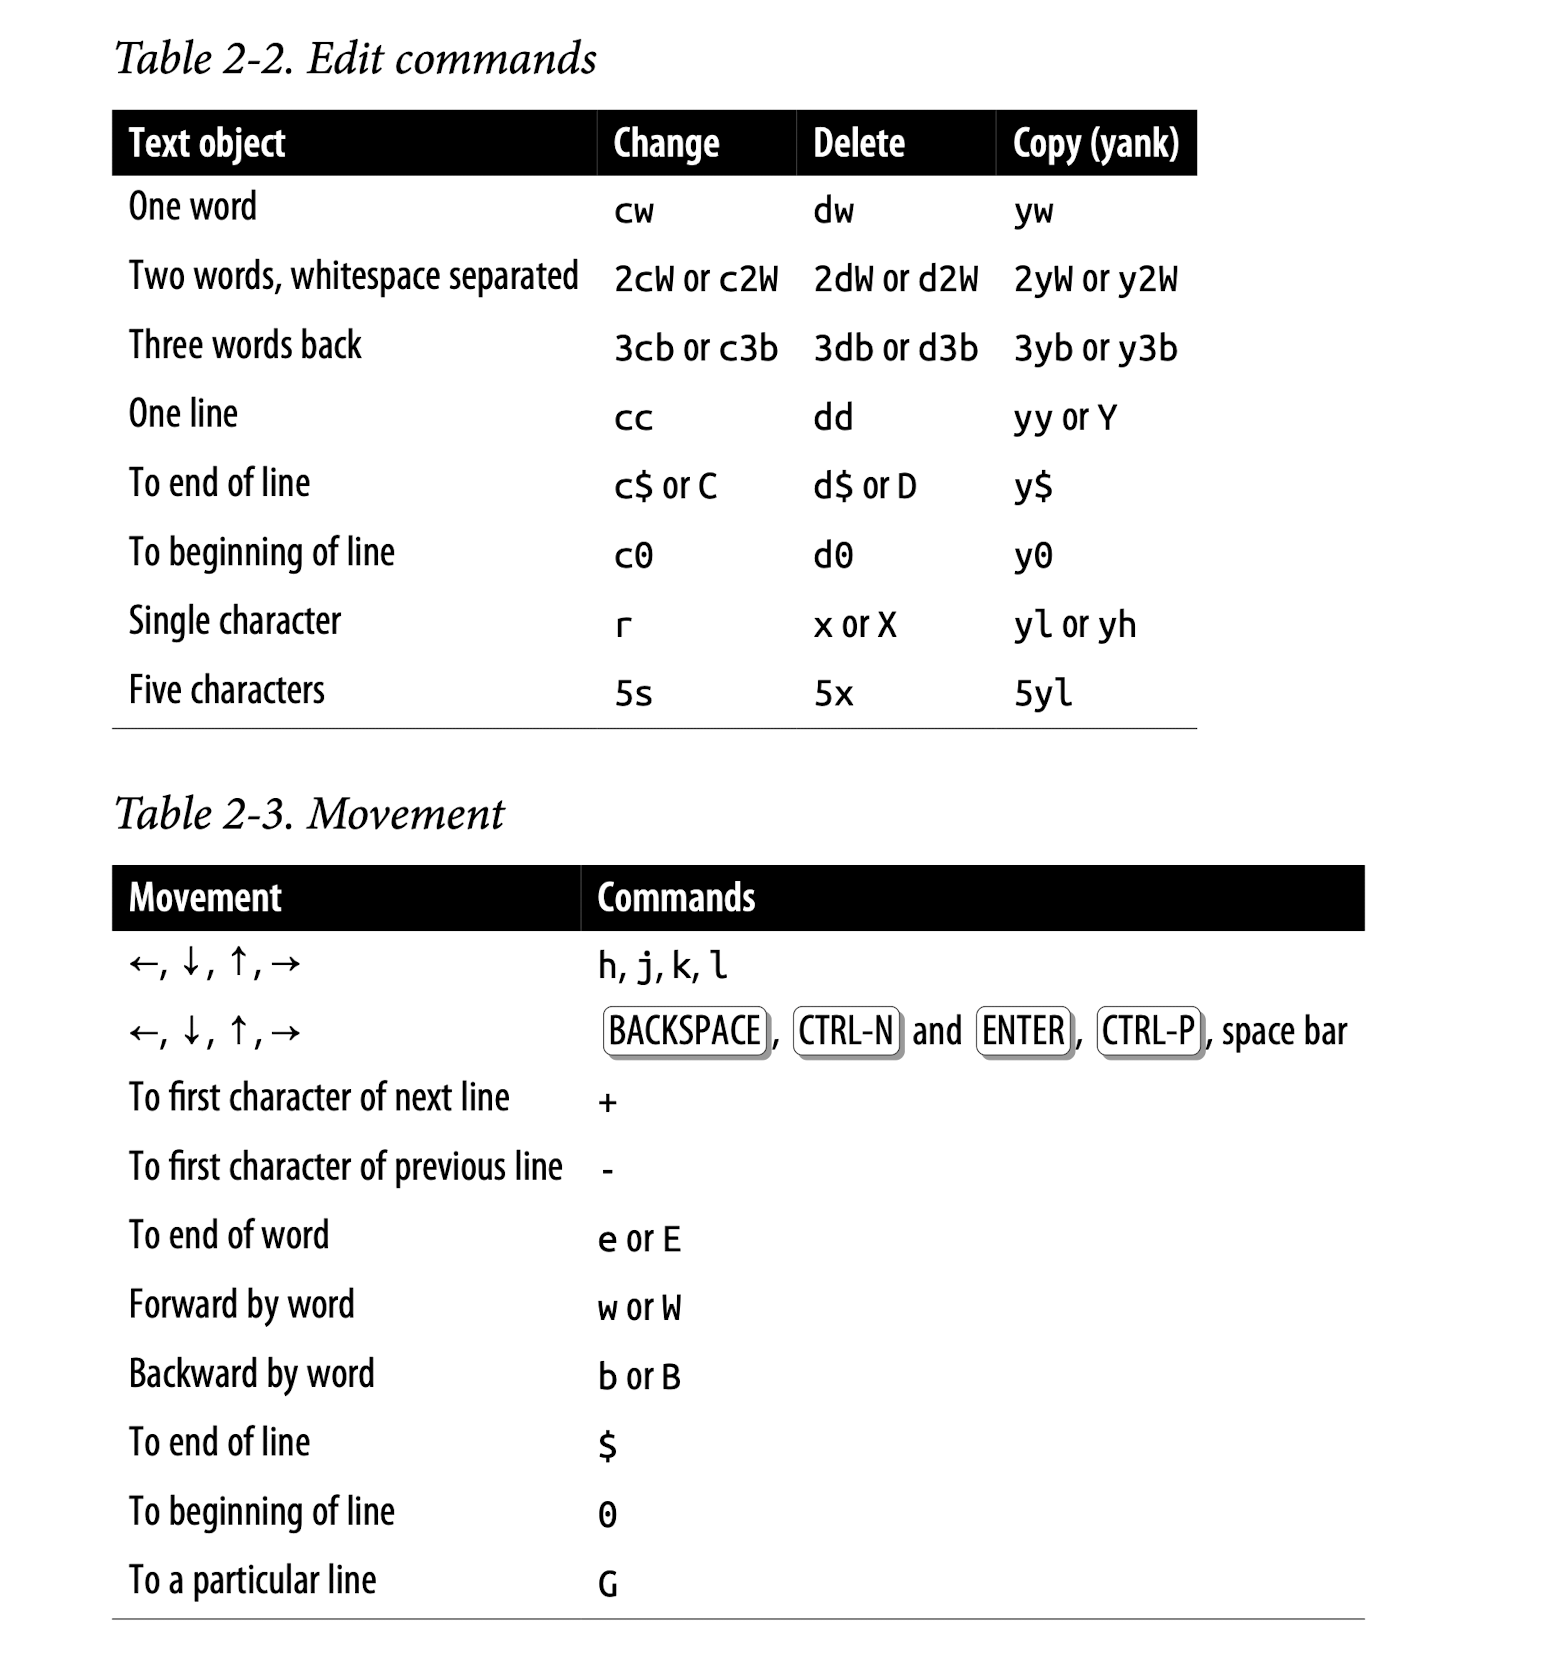 Table 2-2. Edit commands
Text object Change Delete Copy (yank)
One word cw dw yw
Two words, whitespace separated 2cW or c2W 2dW or d2W 2yW or y2W
Three words back 3cb or c3b 3db or d3b 3yb or y3b
One line cc dd yy or Y
To end of line c$ or C d$ or D y$
To beginning of line c0 d0 y0
Single character r x or X yl or yh
Five characters 5s 5x 5yl
Table 2-3. Movement
Movement Commands
←, ↓, ↑, → h, j, k, l
←, ↓, ↑, → BACKSPACE, CTRL-N and ENTER, CTRL-P, space bar
To first character of next line +
To first character of previous line -
To end of word e or E
Forward by word w or W
Backward by word b or B
To end of line $
To beginning of line 0
To a particular line G